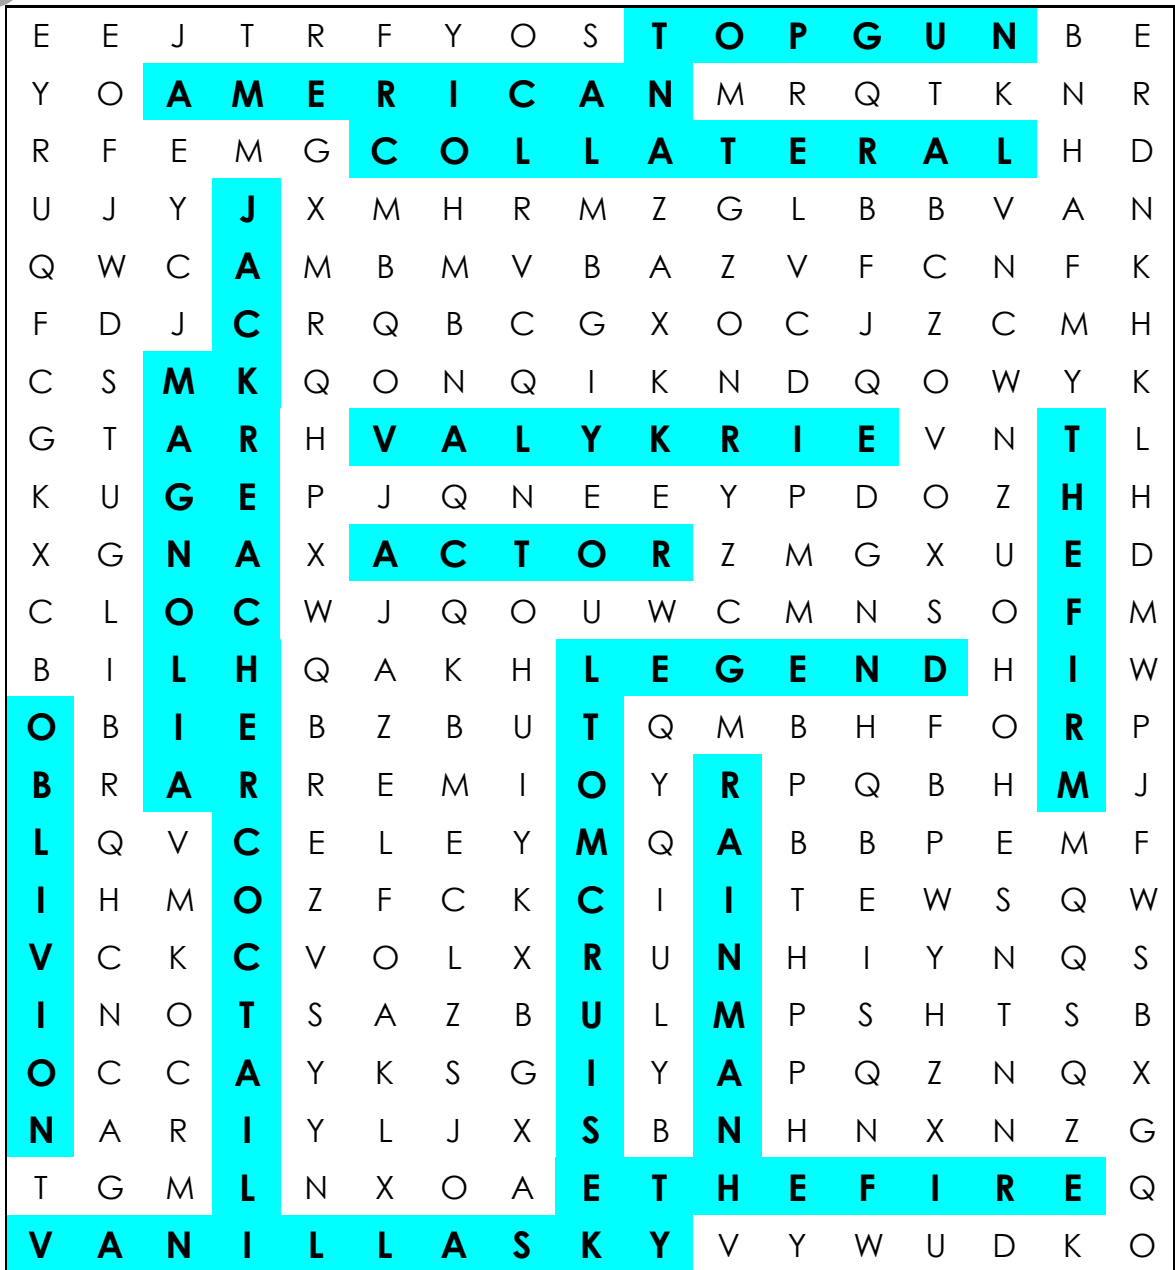 E E J T R F Y O S T O P G U N B E
Y O A M E R I C A N M R Q T K N R
R F E M G C O L L A T E R A L H D
U J Y J X M H R M Z G L B B V A N
Q W C A M B M V B A Z V F C N F K
F D J C R Q B C G X O C J Z C M H
C S M K Q O N Q I K N D Q O W Y K
G T A R H V A L Y K R I E V N T L
K U G E P J Q N E E Y P D O Z H H
X G N A X A C T O R Z M G X U E D
C L O C W J Q O U W C M N S O F M
B I L H Q A K H L E G E N D H I W
O B I E B Z B U T Q M B H F O R P
B R A R R E M I O Y R P Q B H M J
L Q V C E L E Y M Q A B B P E M F
I H M O Z F C K C I I T E W S Q W
V C K C V O L X R U N H I Y N Q S
I N O T S A Z B U L M P S H T S B
O C C A Y K S G I Y A P Q Z N Q X
N A R I Y L J X S B N H N X N Z G
T G M L N X O A E T H E F I R E Q
V A N I L L A S K Y V Y W U D K O